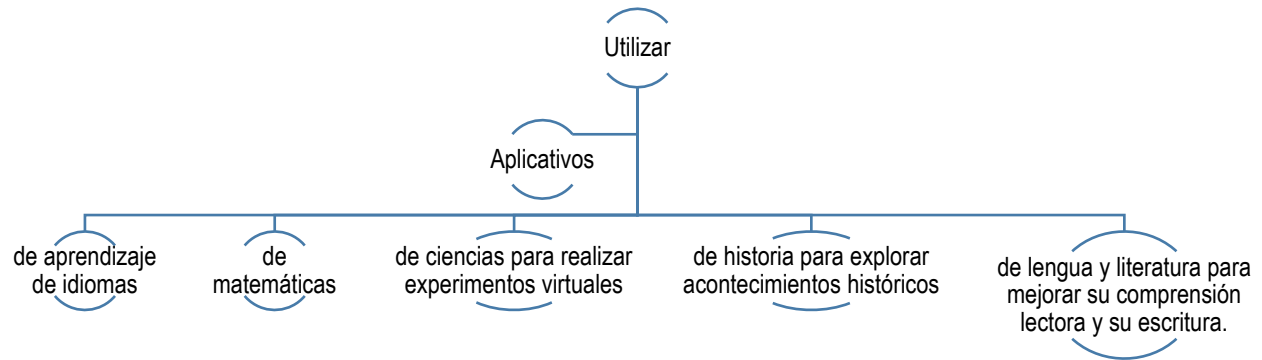 Utilizar
Aplicativos
de aprendizaje
de idiomas
de
matemáticas
de ciencias para realizar
experimentos virtuales
de historia para explorar
acontecimientos históricos
de lengua y literatura para
mejorar su comprensión
lectora y su escritura.